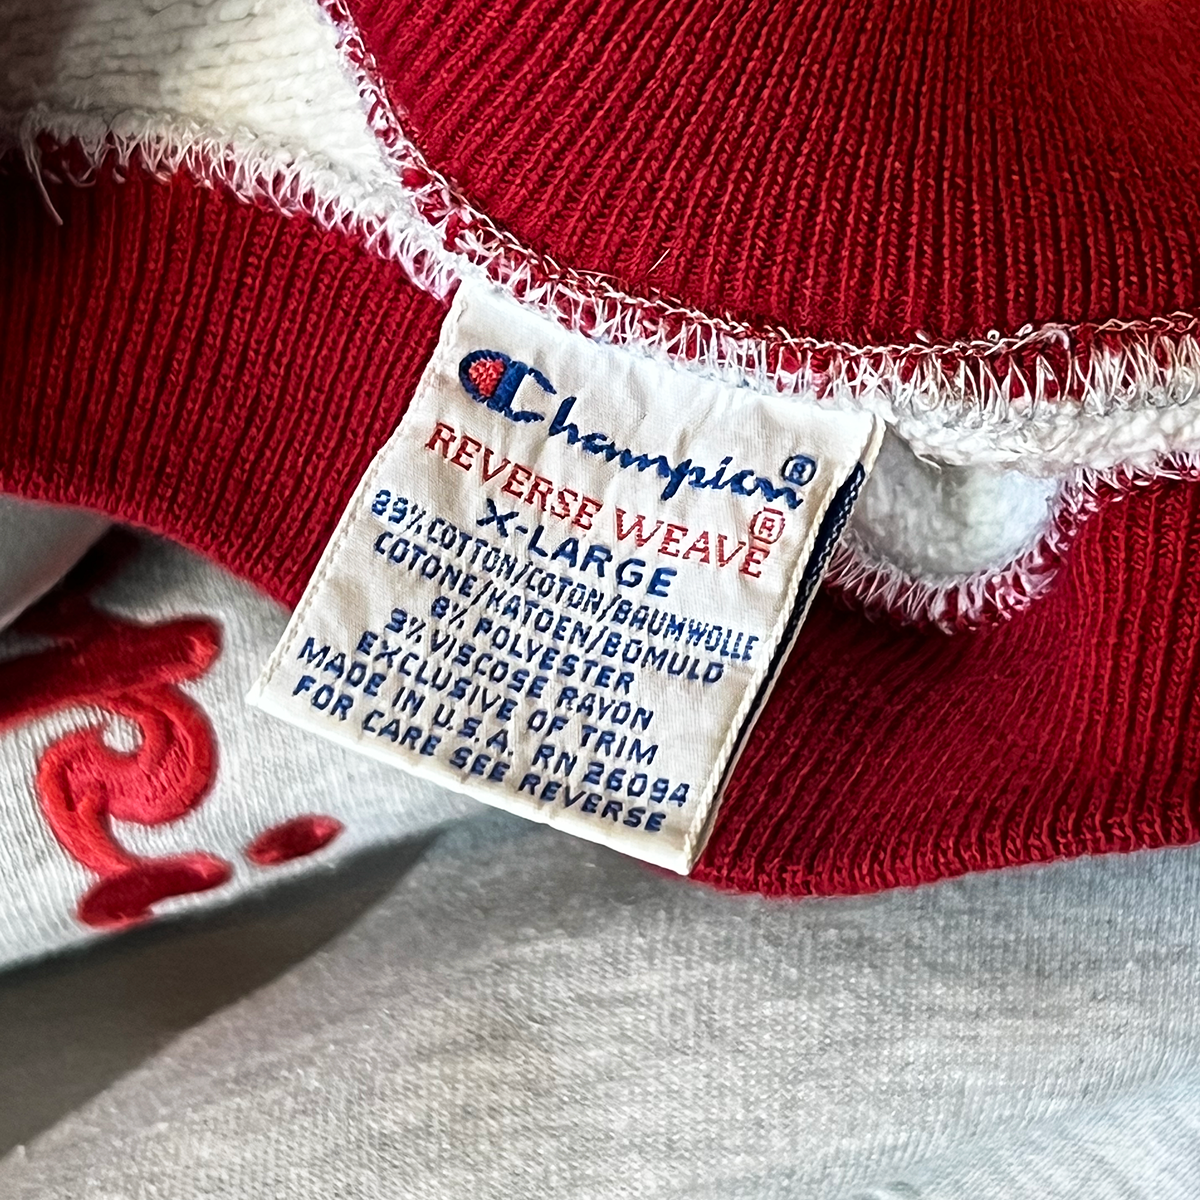 Champion®
REVERSE WEAVE®
X-LARGE
89% COTTON/COTON/BAUMWOLLE
COTONE/KATOEN/BOMULD
8% POLYESTER
3% VISCOSE RAYON
EXCLUSIVE OF TRIM
MADE IN U.S.A. RN 26094
FOR CARE SEE REVERSE